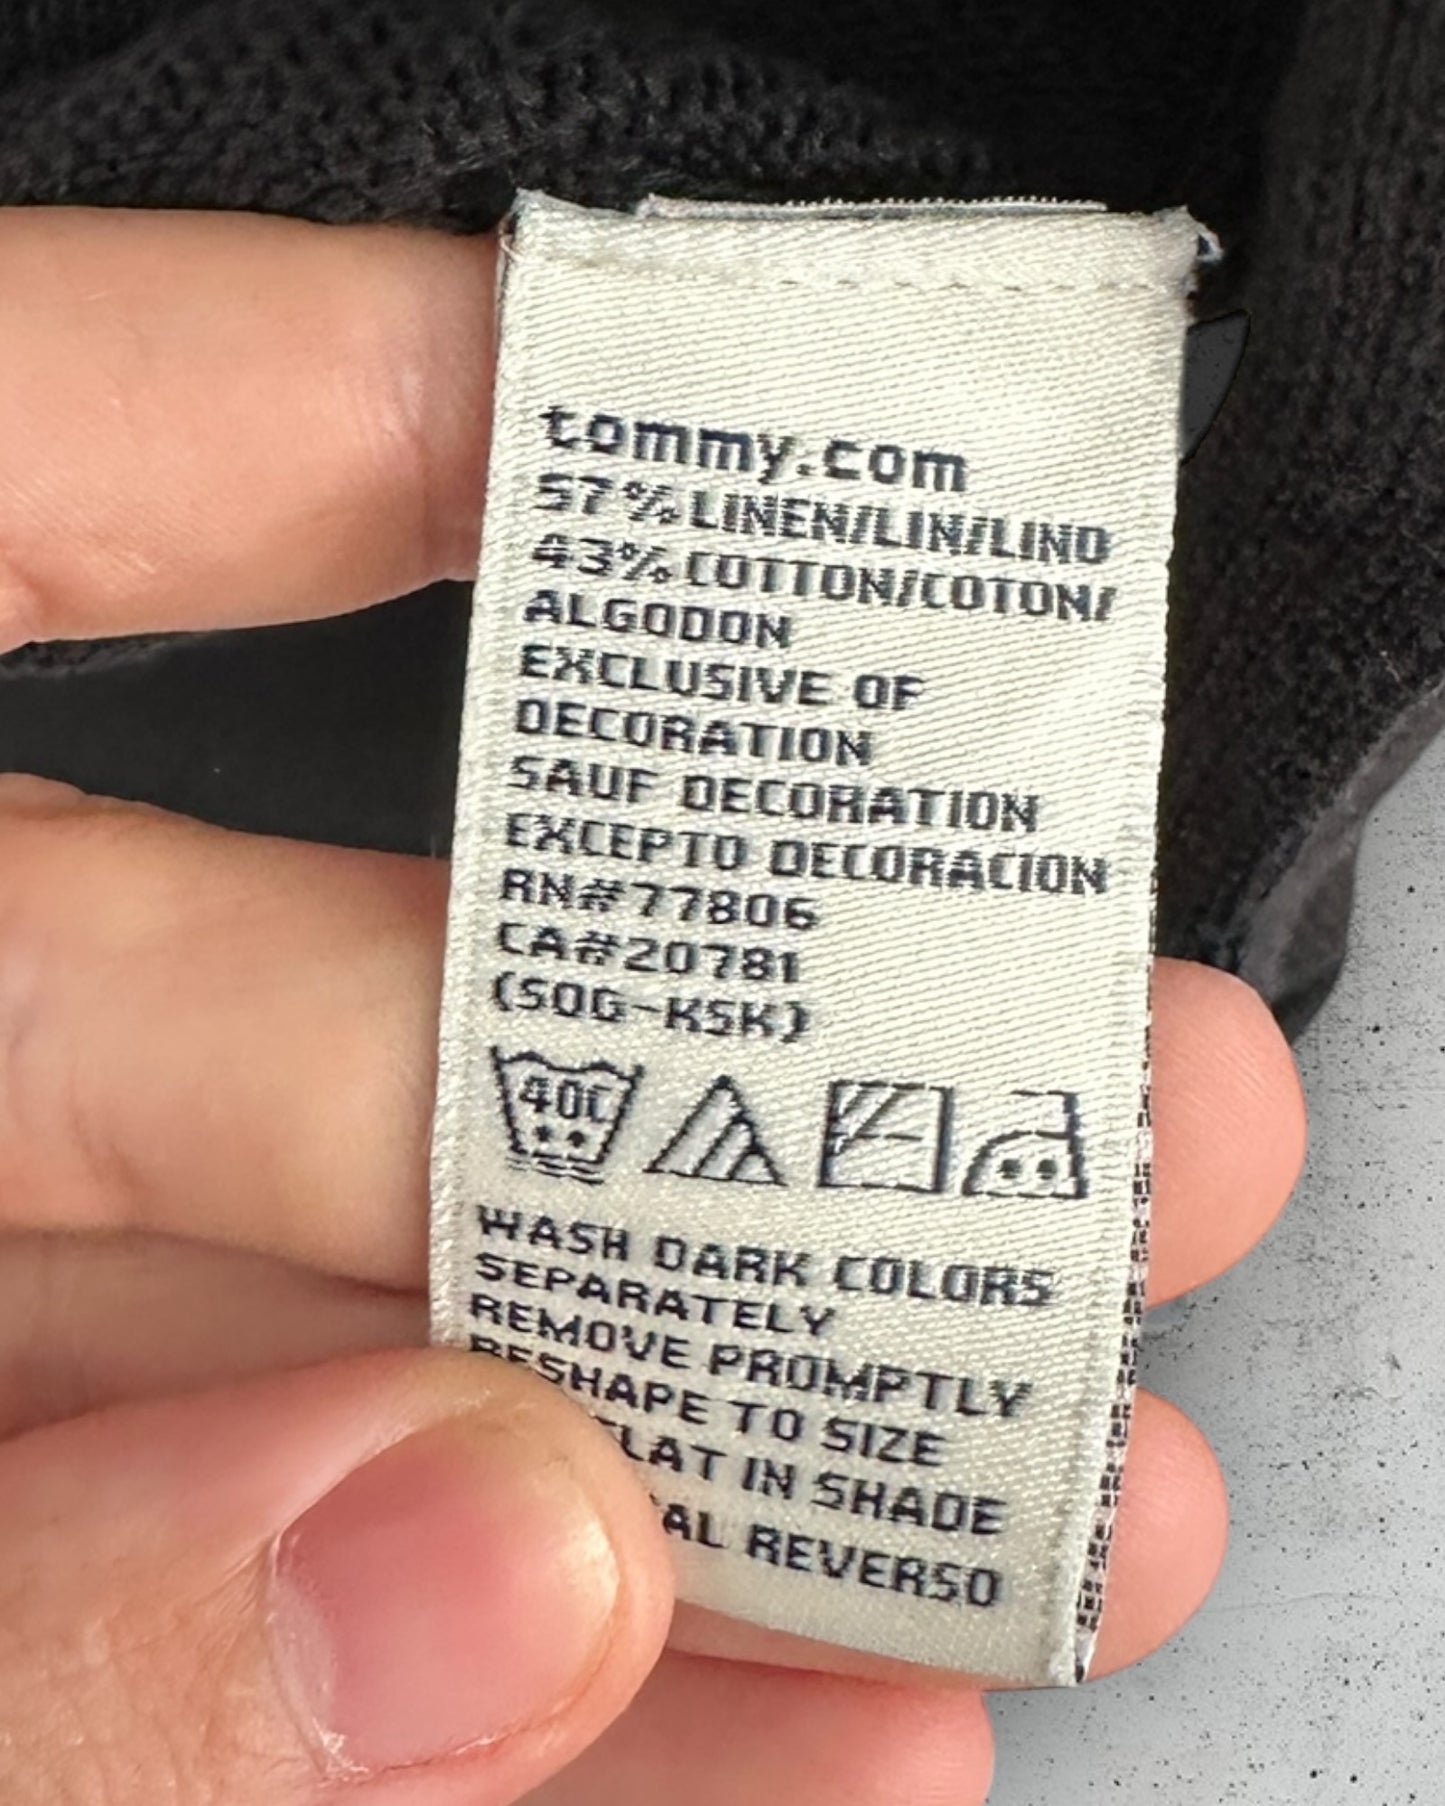 tommy.com
57% LINEN/LIN/LINO
43% COTTON/COTON/
ALGODON
EXCLUSIVE OF
DECORATION
SAUF DECORATION
EXCEPTO DECORACION
RN#77806
CA#20781
(SOG-KSK)
40C
WASH DARK COLORS
SEPARATELY
REMOVE PROMPTLY
RESHAPE TO SIZE
FLAT IN SHADE
AL REVERSO